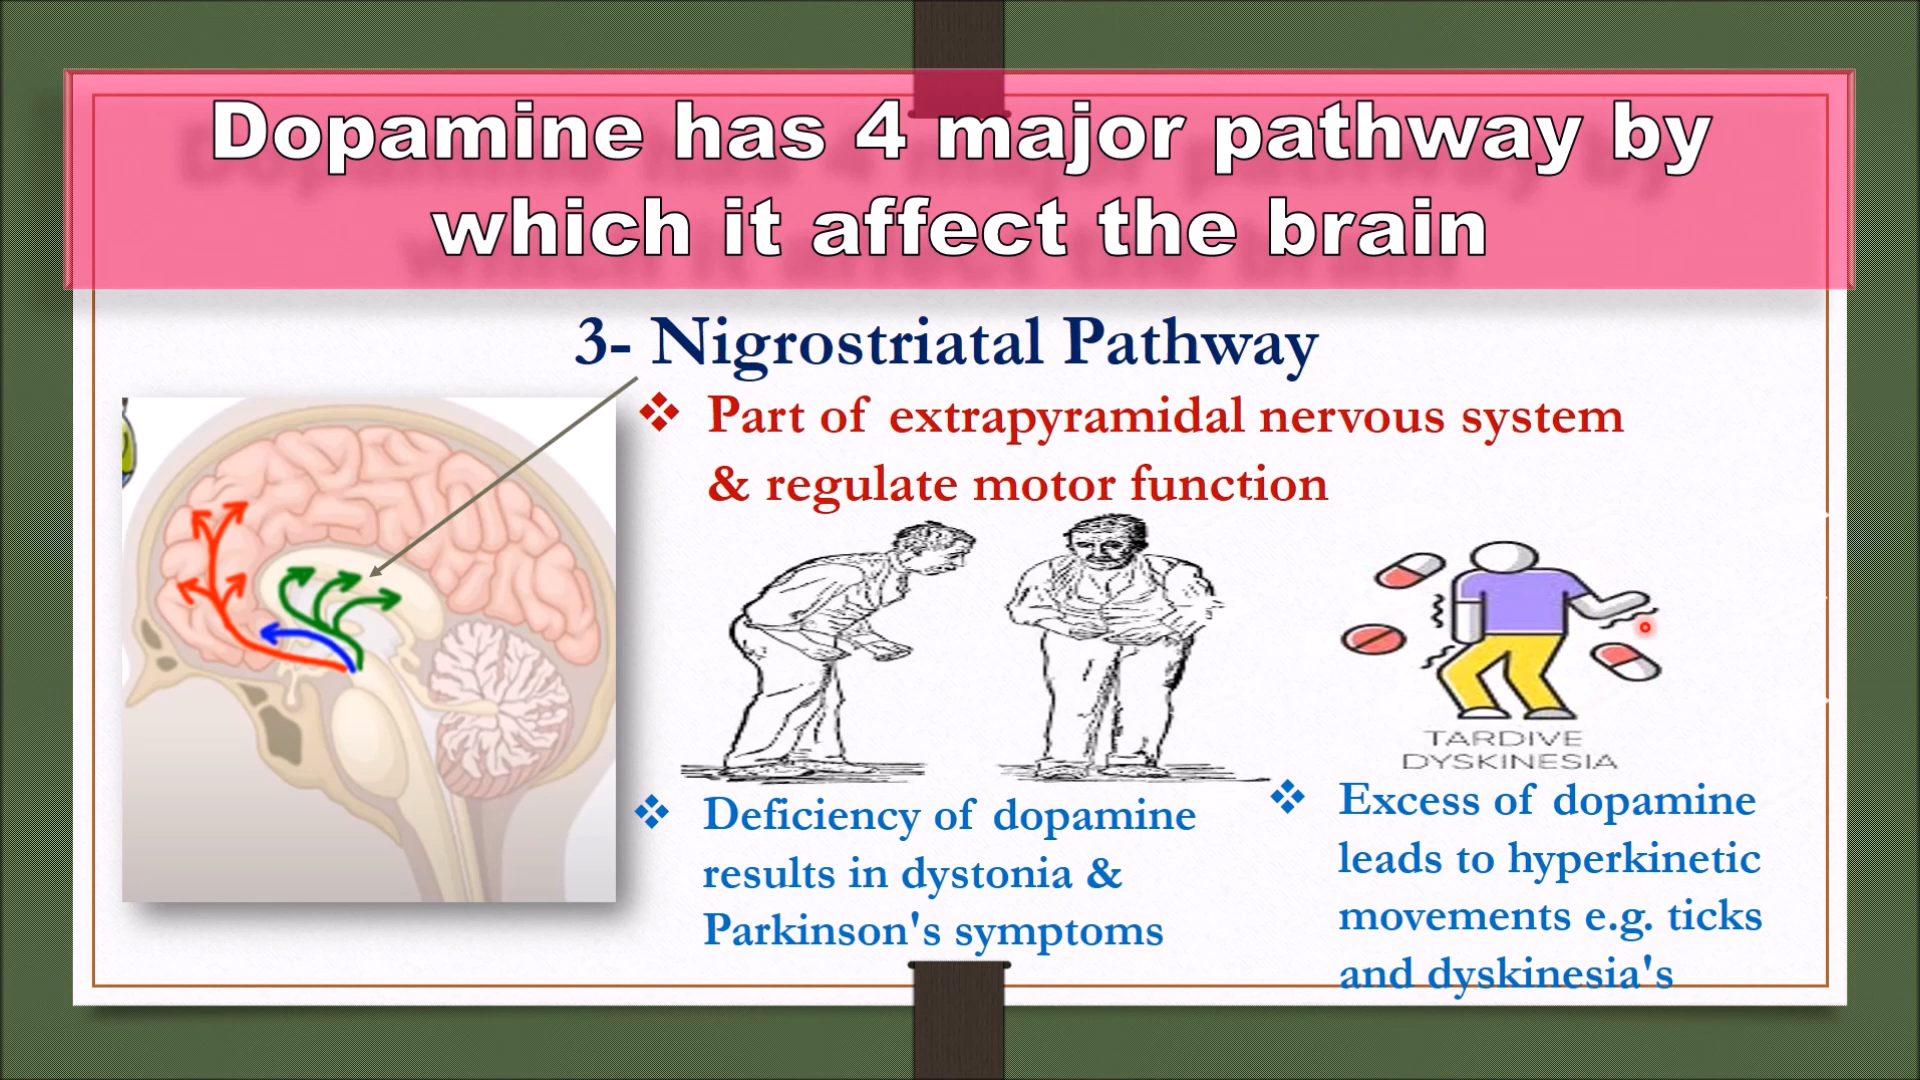 Dopamine has 4 major pathway by
which it affect the brain
3- Nigrostriatal Pathway
❖ Part of extrapyramidal nervous system
& regulate motor function
TARDIVE
DYSKINESIA
❖ Deficiency of dopamine
results in dystonia &
Parkinson's symptoms
❖ Excess of dopamine
leads to hyperkinetic
movements e.g. ticks
and dyskinesia's